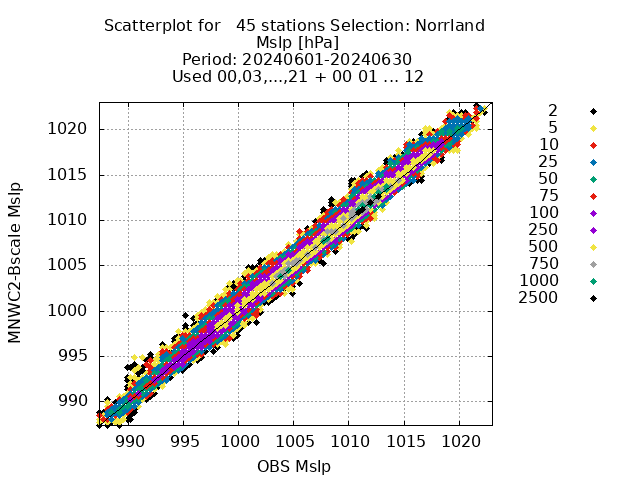 Scatterplot for   45 stations Selection: Norrland
Mslp [hPa]
Period: 20240601-20240630
Used 00,03,...,21 + 00 01 ... 12
MNWC2-Bscale Mslp
1020
1015
1010
1005
1000
995
990
990 995 1000 1005 1010 1015 1020
OBS Mslp
2
5
10
25
50
75
100
250
500
750
1000
2500